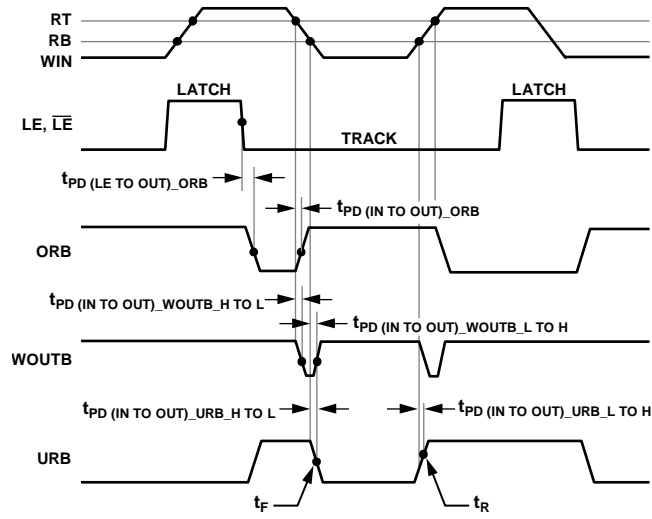 RT
RB
WIN
LATCH
LATCH
LE, L̅E̅
TRACK
tPD (LE TO OUT)_ORB
tPD (IN TO OUT)_ORB
ORB
tPD (IN TO OUT)_WOUTB_H TO L
tPD (IN TO OUT)_WOUTB_L TO H
WOUTB
tPD (IN TO OUT)_URB_H TO L
tPD (IN TO OUT)_URB_L TO H
URB
tF
tR